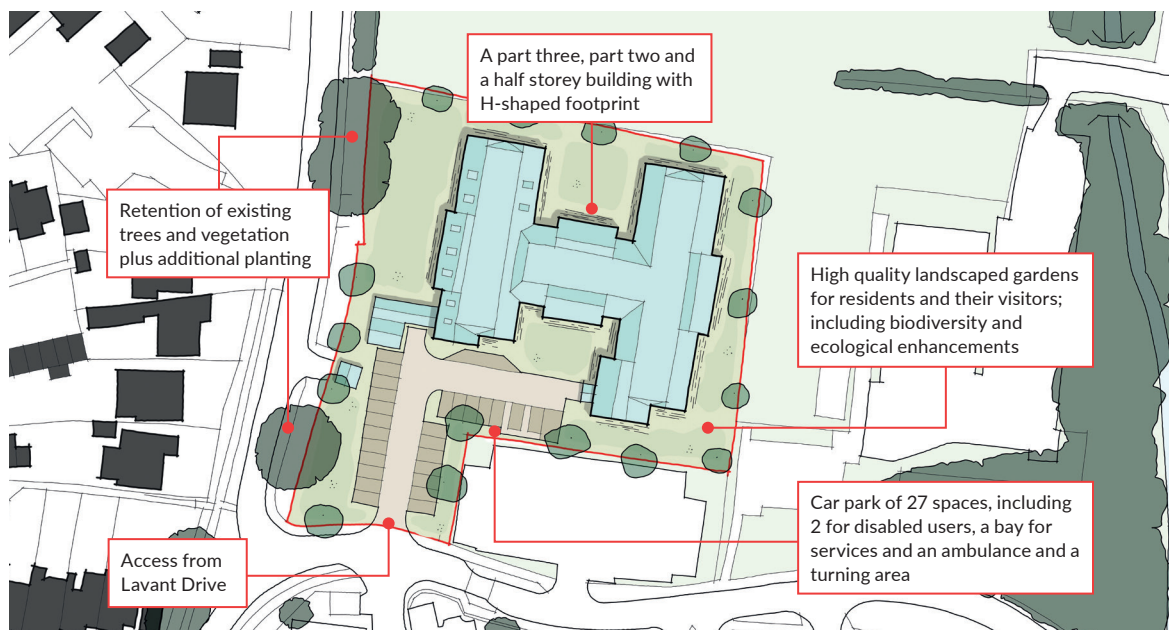 A part three, part two and
a half storey building with
H-shaped footprint
Retention of existing
trees and vegetation
plus additional planting
High quality landscaped gardens
for residents and their visitors;
including biodiversity and
ecological enhancements
Car park of 27 spaces, including
2 for disabled users, a bay for
services and an ambulance and a
turning area
Access from
Lavant Drive